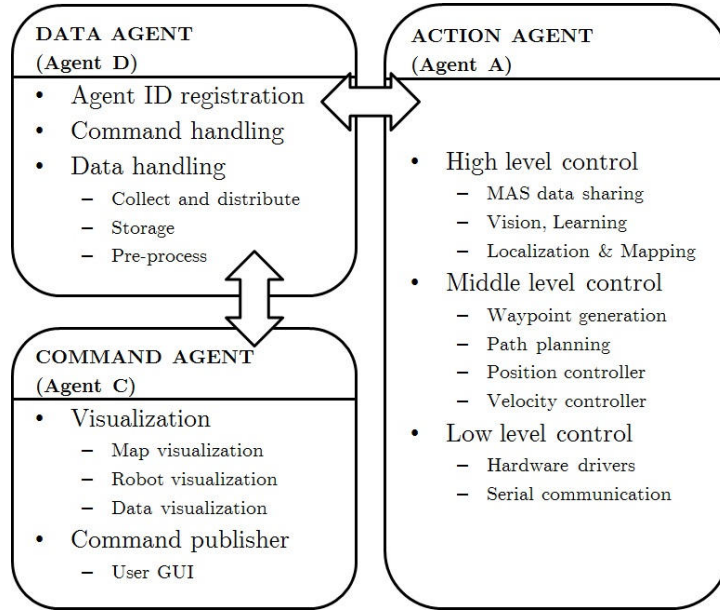 DATA AGENT
(Agent D)
• Agent ID registration
• Command handling
• Data handling
– Collect and distribute
– Storage
– Pre-process
COMMAND AGENT
(Agent C)
• Visualization
– Map visualization
– Robot visualization
– Data visualization
• Command publisher
– User GUI
ACTION AGENT
(Agent A)
• High level control
– MAS data sharing
– Vision, Learning
– Localization & Mapping
• Middle level control
– Waypoint generation
– Path planning
– Position controller
– Velocity controller
• Low level control
– Hardware drivers
– Serial communication